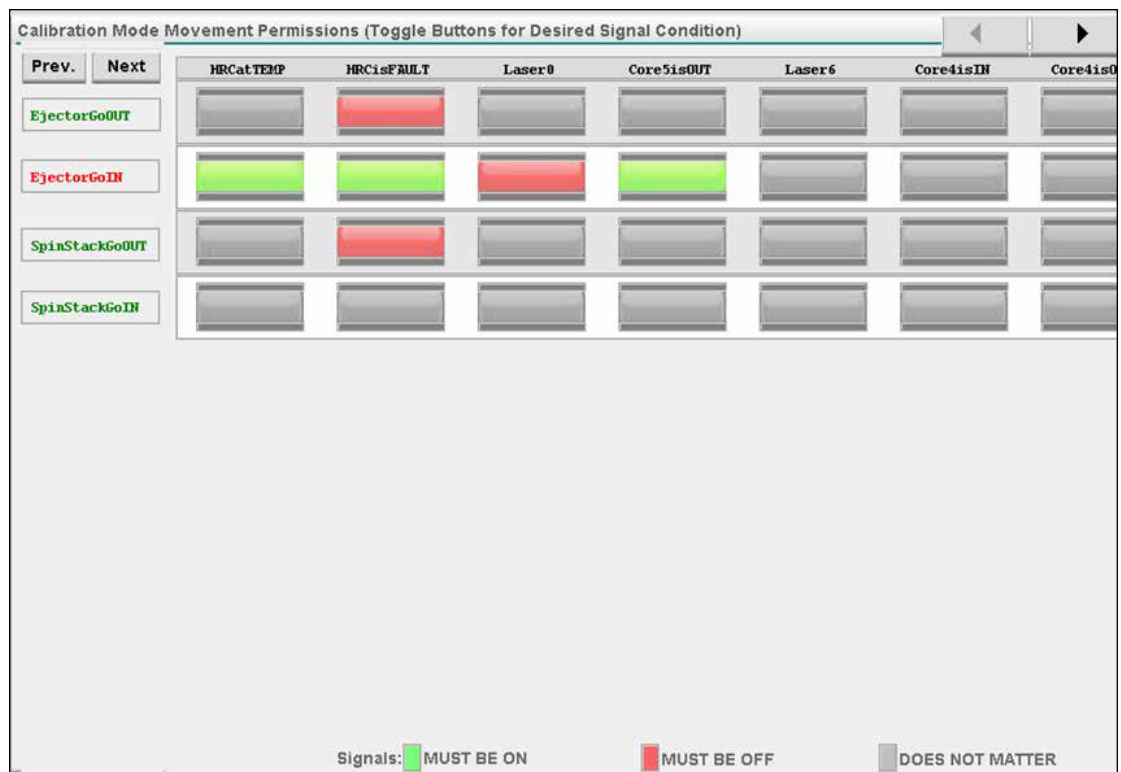 Calibration Mode Movement Permissions (Toggle Buttons for Desired Signal Condition)
Prev. Next HRCatTEMP HRCisFAULT Laser0 Core5isOUT Laser6 Core4isIN Core4isO
EjectorGoOUT
EjectorGoIN
SpinStackGoOUT
SpinStackGoIN
Signals: MUST BE ON MUST BE OFF DOES NOT MATTER